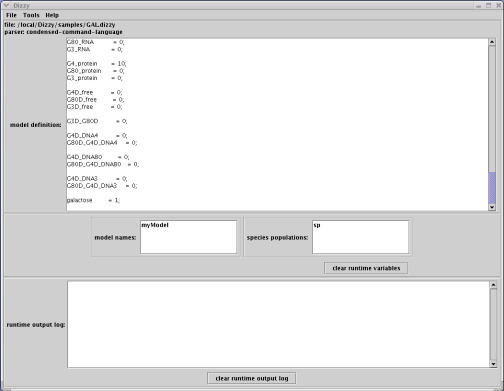 Dizzy
File Tools Help
file: /local/Dizzy/samples/GAL.dizzy
parser: condensed-command-language
G80_RNA = 0;
G3_RNA = 0;
G4_protein = 10;
G80_protein = 0;
G3_protein = 0;
G4D_free = 0;
G80D_free = 0;
G3D_free = 0;
G3D_G80D = 0;
G4D_DNA4 = 0;
G80D_G4D_DNA4 = 0;
G4D_DNA80 = 0;
G80D_G4D_DNA80 = 0;
G4D_DNA3 = 0;
G80D_G4D_DNA3 = 0;
galactose = 1;
model definition:
model names:
myModel
species populations:
sp
clear runtime variables
runtime output log:
clear runtime output log